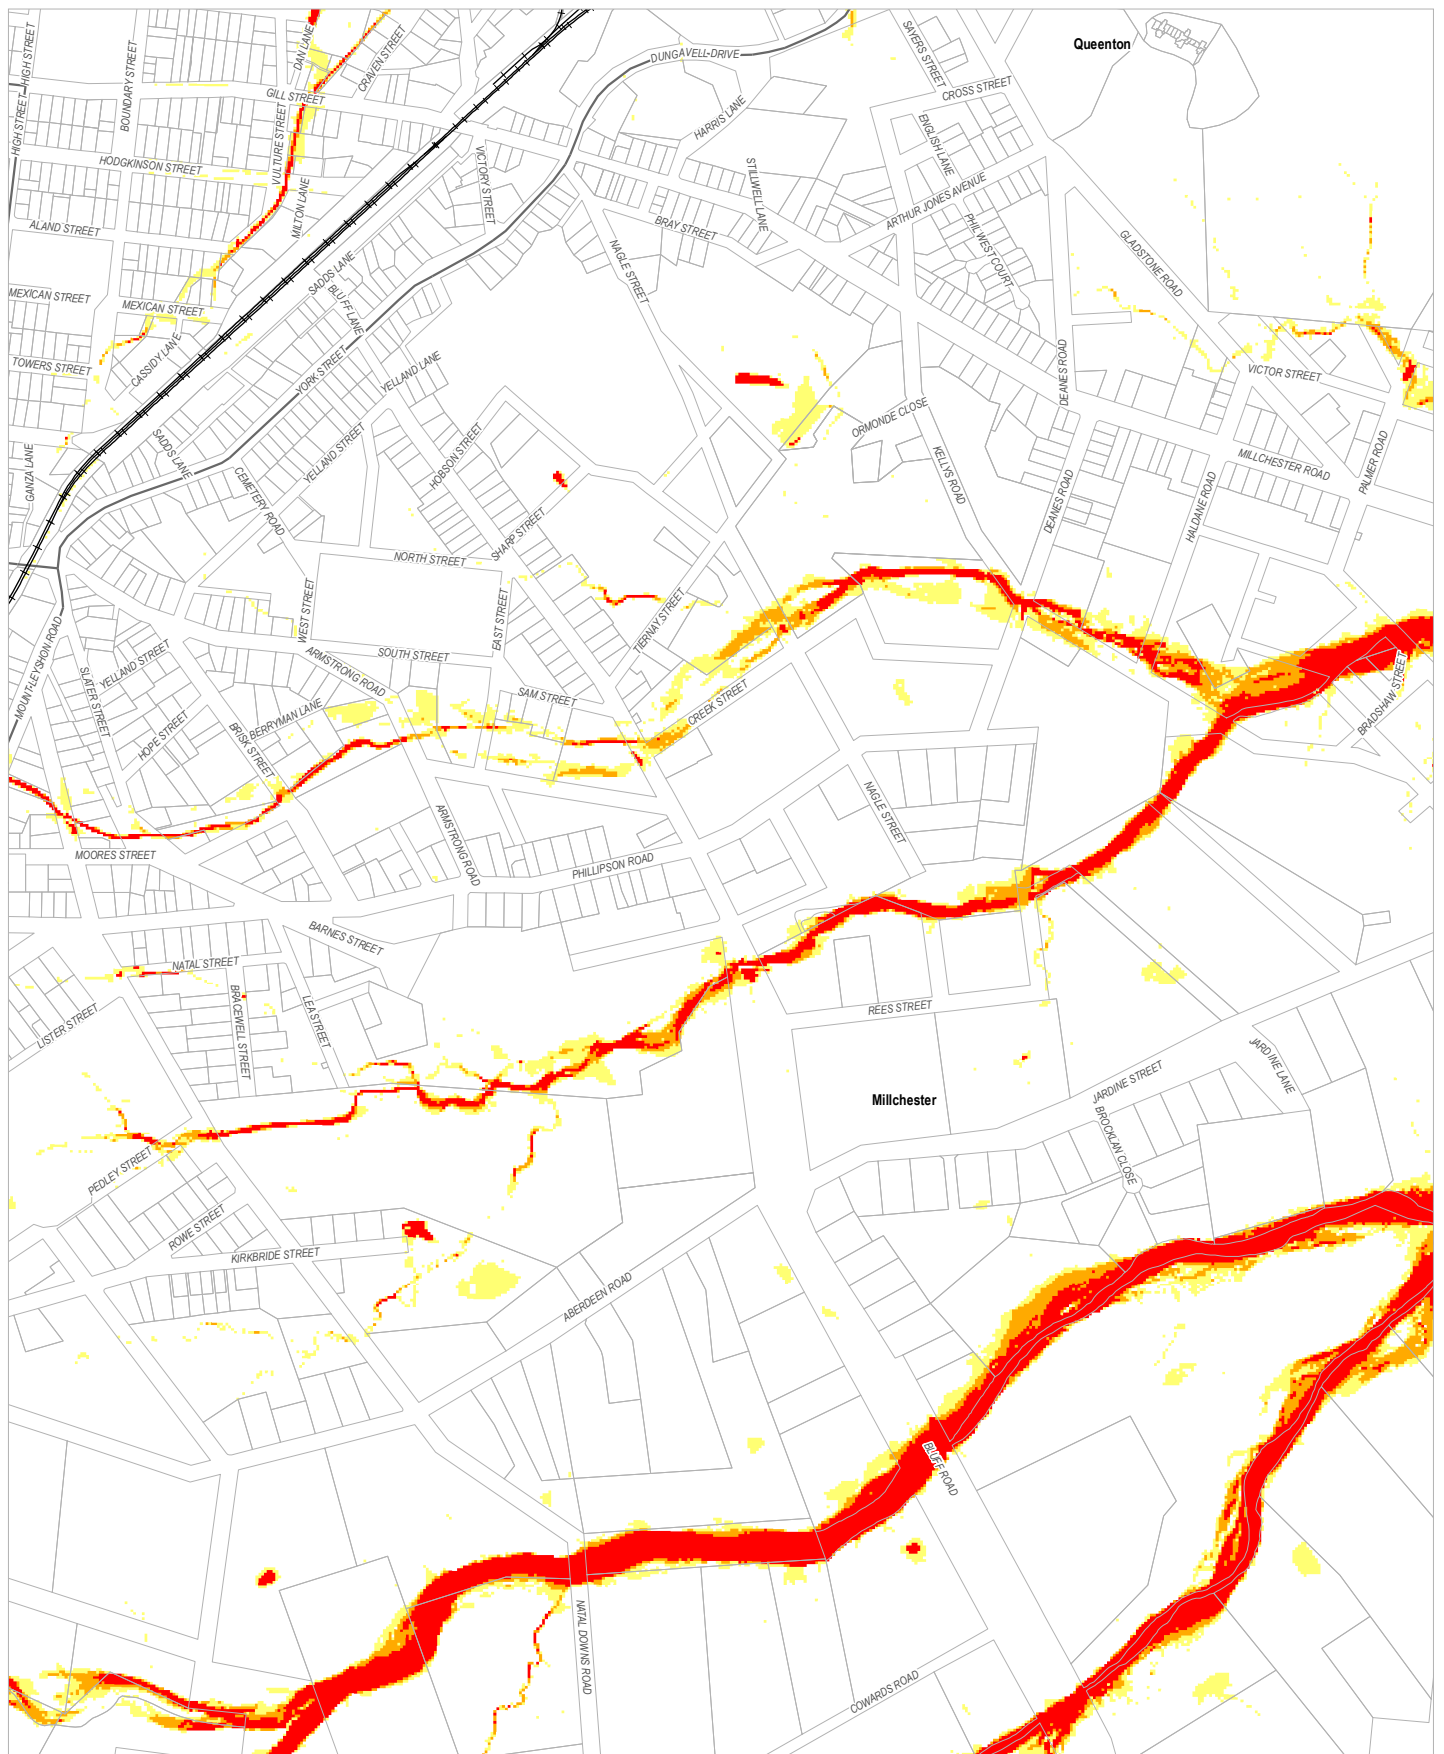 HIGH STREET
HIGH STREET
BOUNDARY STREET
DAN LANE
CRAVEN STREET
GILL STREET
VULTURE STREET
HODGKINSON STREET
MILTON LANE
ALAND STREET
MEXICAN STREET
MEXICAN STREET
TOWERS STREET
CASSIDY LANE
GANZA LANE
SADDS LANE
BLUFF LANE
YORK STREET
YELLAND LANE
VICTORY STREET
DUNGAVELL DRIVE
HARRIS LANE
STILLWELL LANE
BRAY STREET
NAGLE STREET
SAYERS STREET
CROSS STREET
ENGLISH LANE
ARTHUR JONES AVENUE
PHIL WEST COURT
Queenton
GLADSTONE ROAD
DEANES ROAD
VICTOR STREET
ORMONDE CLOSE
KELLYS ROAD
DEANES ROAD
MILLCHESTER ROAD
PALMER ROAD
HALDANE ROAD
SADDS LANE
CEMETERY ROAD
YELLAND STREET
HOBSON STREET
SHARP STREET
NORTH STREET
WEST STREET
EAST STREET
TIERNAY STREET
SOUTH STREET
MOUNT LEYSHON ROAD
SLATER STREET
YELLAND STREET
HOPE STREET
BRISK STREET
BERRYMAN LANE
ARMSTRONG ROAD
SAM STREET
CREEK STREET
BRADSHAW STREET
MOORES STREET
ARMSTRONG ROAD
PHILLIPSON ROAD
NAGLE STREET
BARNES STREET
NATAL STREET
LISTER STREET
BRACEWELL STREET
LEA STREET
REES STREET
JARDINE STREET
JARDINE LANE
Millchester
BROCKLAN CLOSE
PEDLEY STREET
ROWE STREET
KIRKBRIDE STREET
ABERDEEN ROAD
BLUFF ROAD
NATAL DOWNS ROAD
COWARDS ROAD